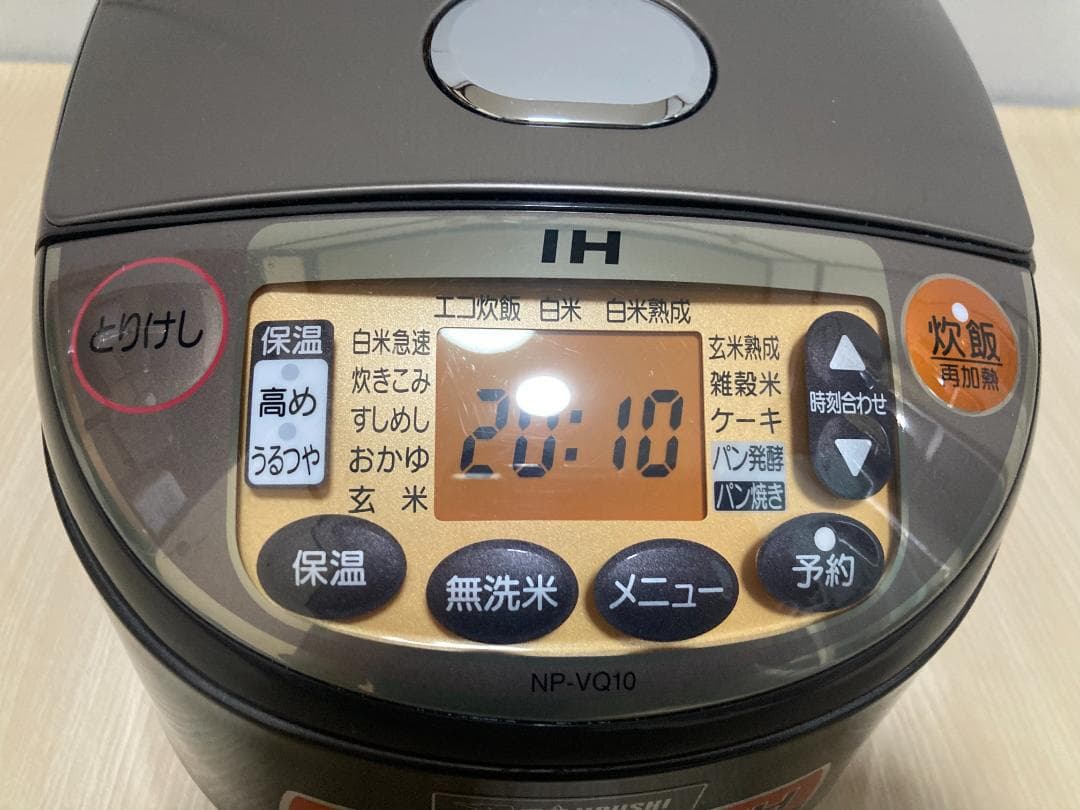 IH
とりけし
エコ炊飯 白米 白米熟成
保温
高め
うるつや
白米急速
炊きこみ
すしめし
おかゆ
玄米
20:10
玄米熟成
雑穀米
ケーキ
パン発酵
パン焼き
時刻合わせ
炊飯
再加熱
保温
無洗米
メニュー
予約
NP-VQ10